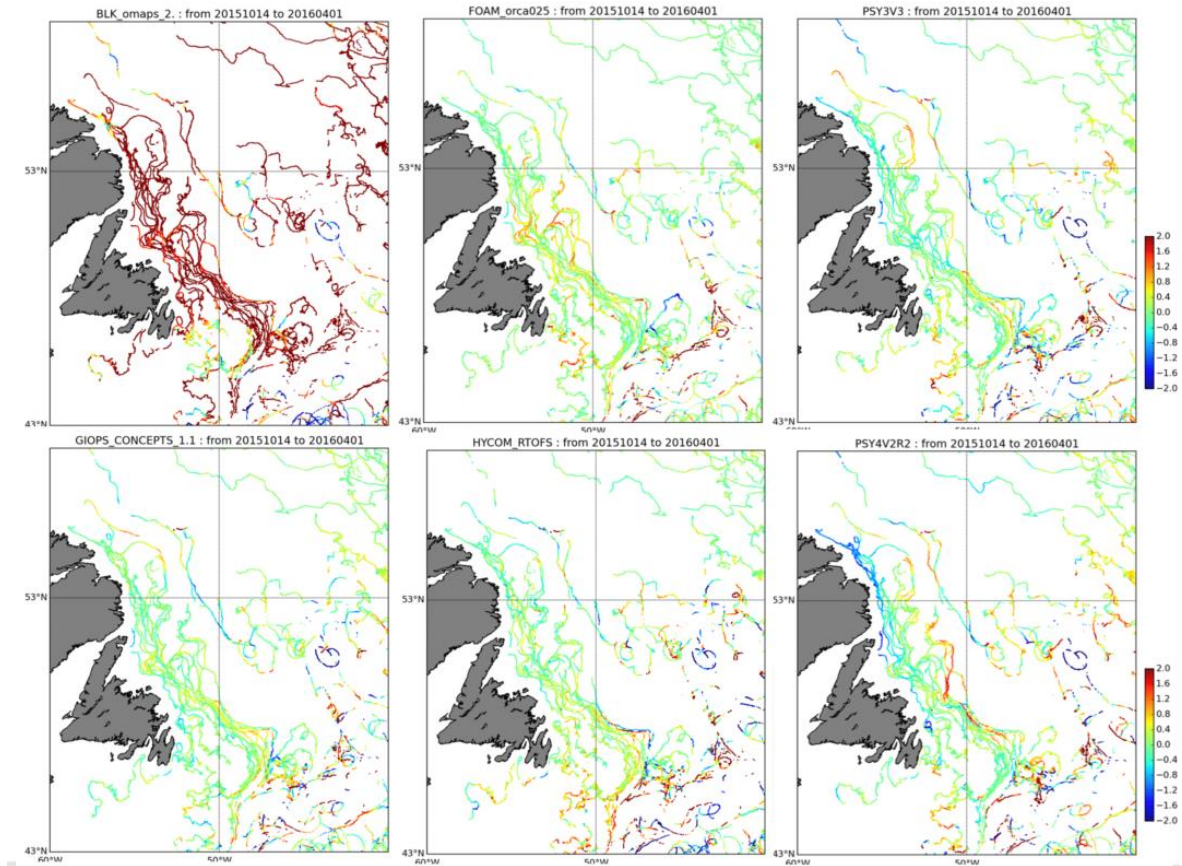 BLK_omaps_2. : from 20151014 to 20160401
FOAM_orca025 : from 20151014 to 20160401
PSY3V3 : from 20151014 to 20160401
53°N
53°N
53°N
2.0
1.6
1.2
0.8
0.4
0.0
−0.4
−0.8
−1.2
−1.6
−2.0
43°N
43°N
43°N
60°W
50°W
GIOPS_CONCEPTS_1.1 : from 20151014 to 20160401
HYCOM_RTOFS : from 20151014 to 20160401
PSY4V2R2 : from 20151014 to 20160401
53°N
53°N
53°N
2.0
1.6
1.2
0.8
0.4
0.0
−0.4
−0.8
−1.2
−1.6
−2.0
43°N
43°N
43°N
60°W
50°W
60°W
50°W
60°W
50°W